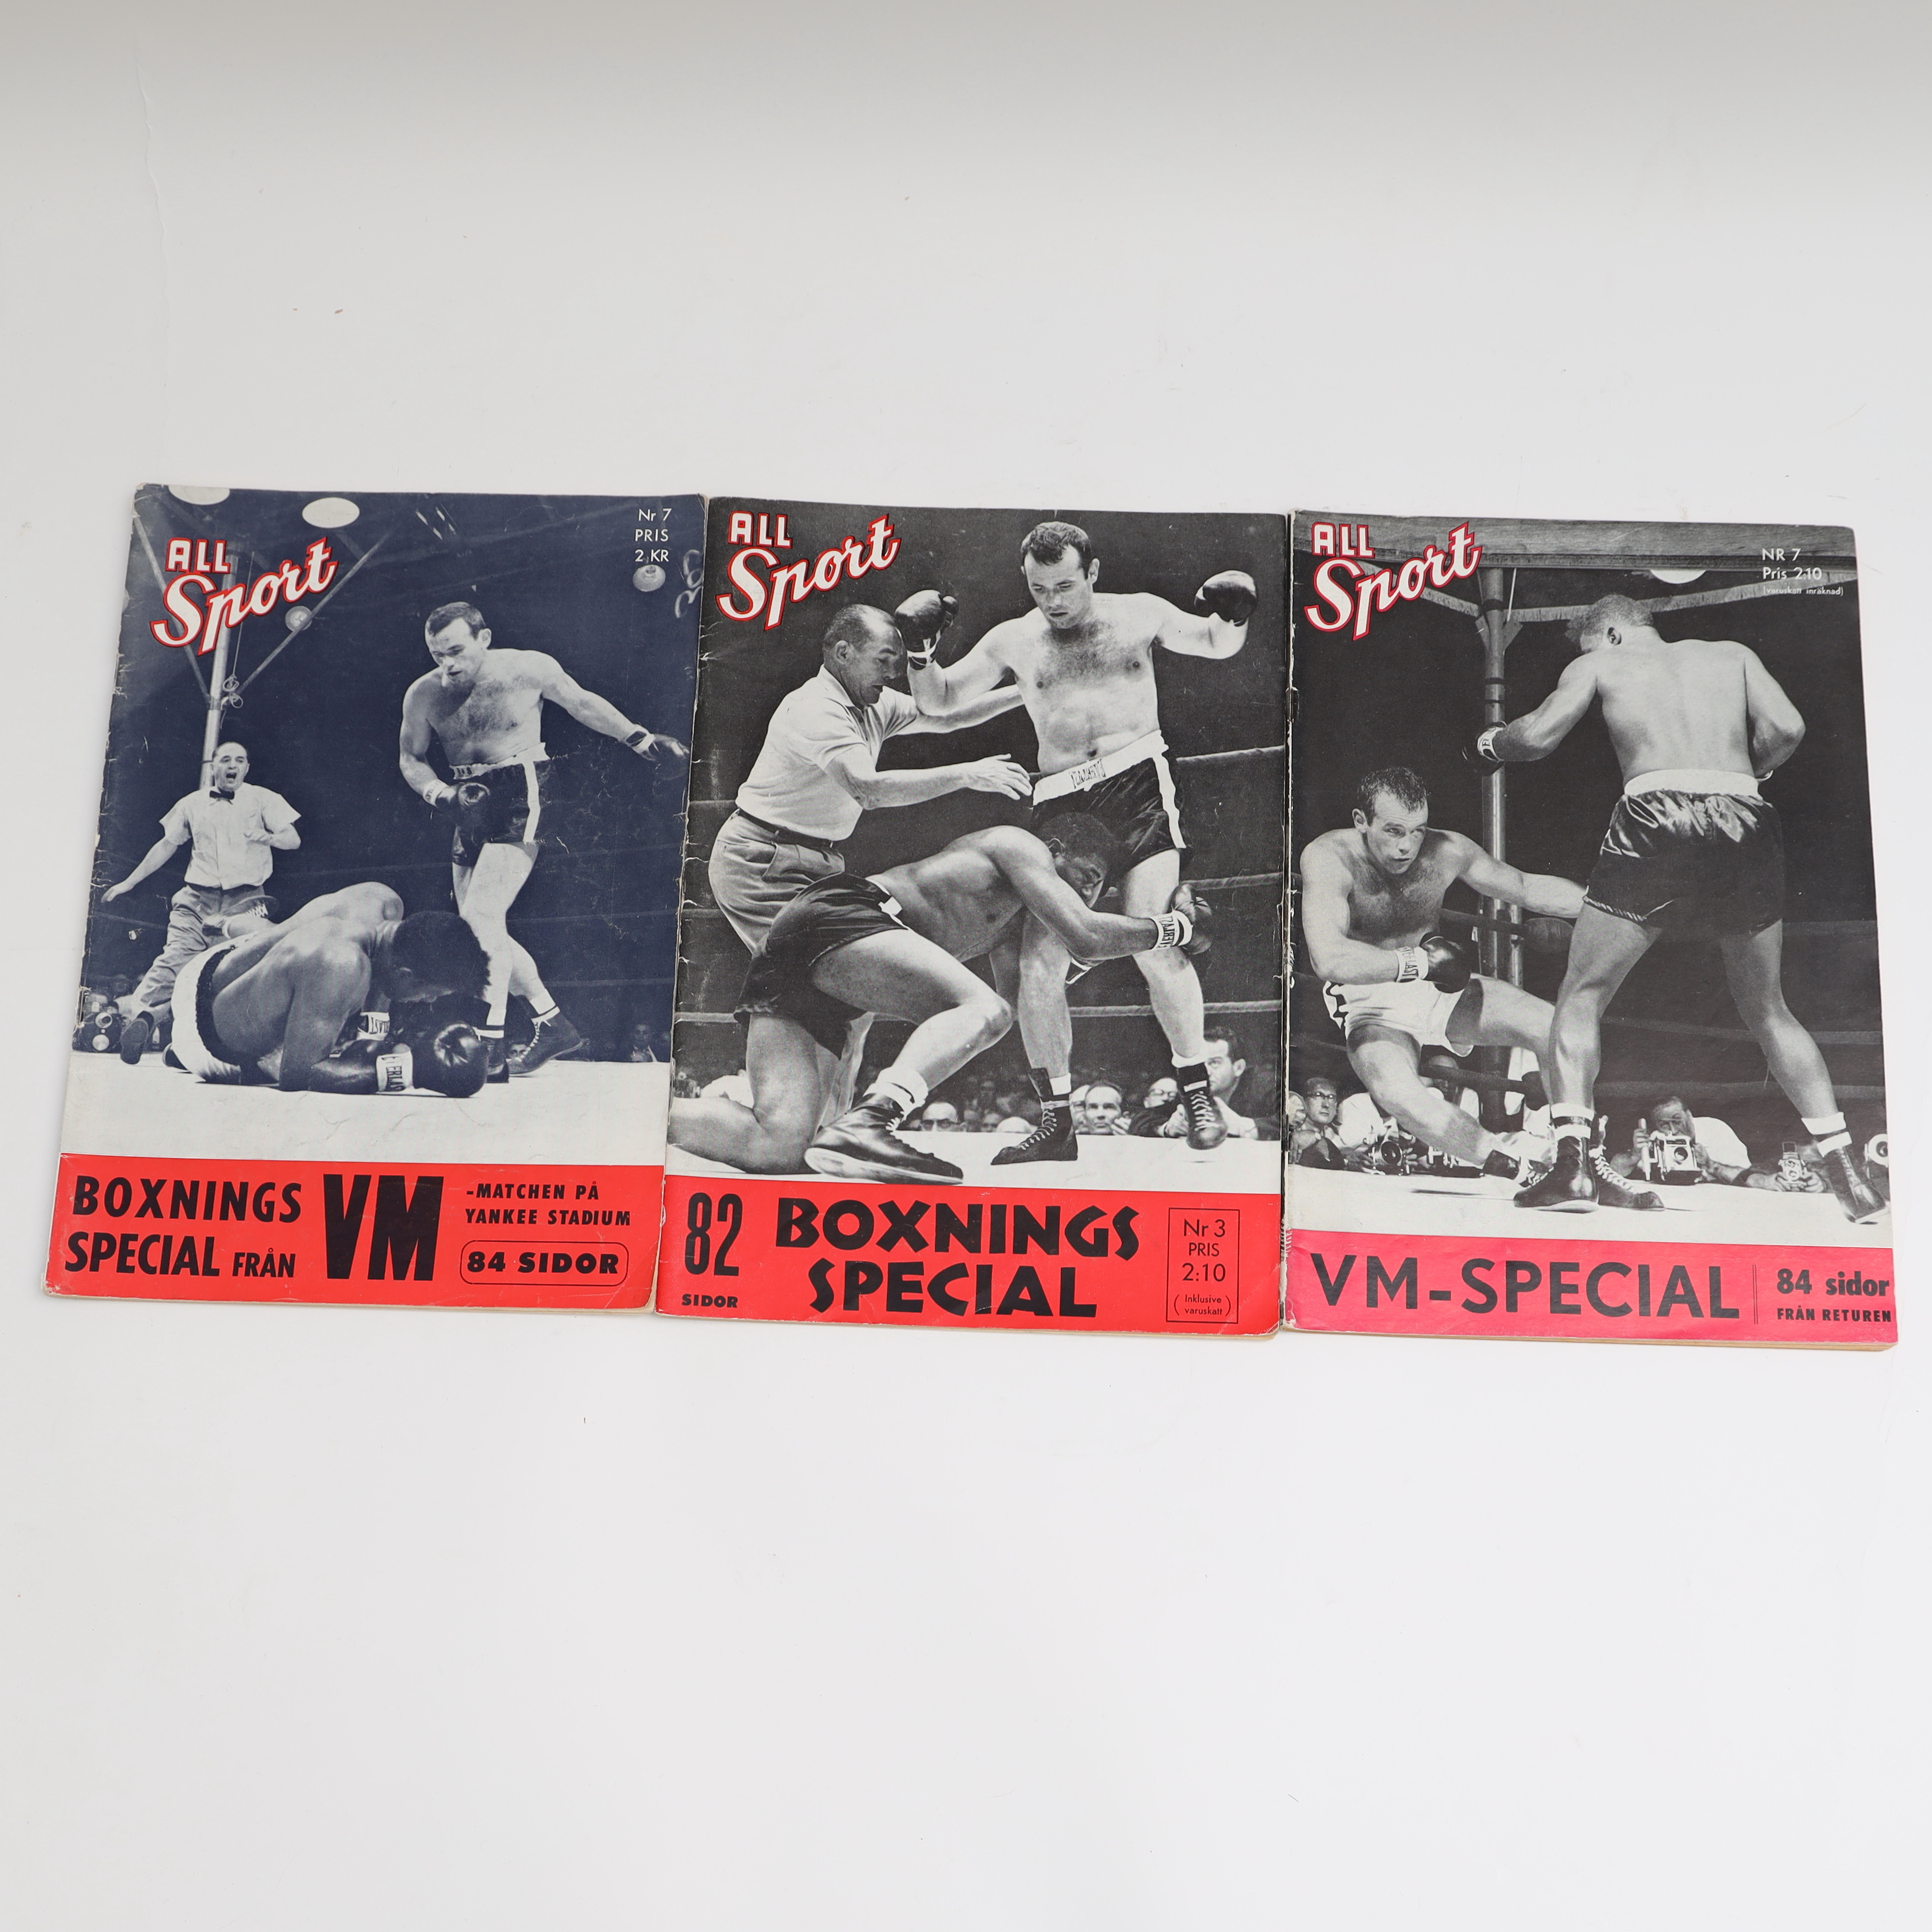 ALL
Sport
Nr 7
PRIS
2 KR
BOXNINGS
SPECIAL FRÅN
VM
-MATCHEN PÅ
YANKEE STADIUM
84 SIDOR
ALL
Sport
82
SIDOR
BOXNINGS
SPECIAL
Nr 3
PRIS
2:10
(Inklusive
varuskatt)
ALL
Sport
NR 7
Pris 2:10
(varuskatt inräknad)
VM-SPECIAL
84 sidor
FRÅN RETUREN